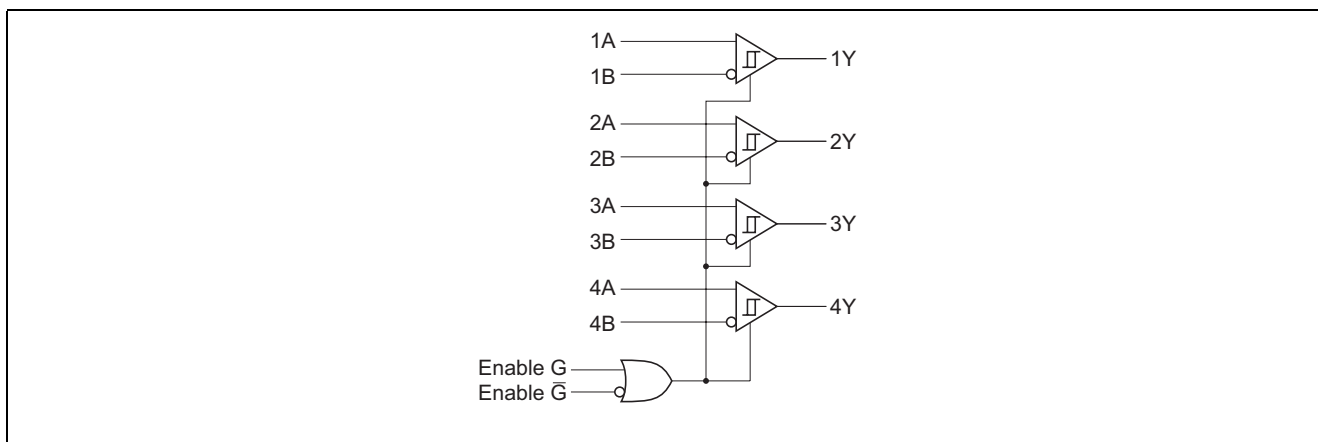 1A
1B
1Y
2A
2B
2Y
3A
3B
3Y
4A
4B
4Y
Enable G
Enable G̅